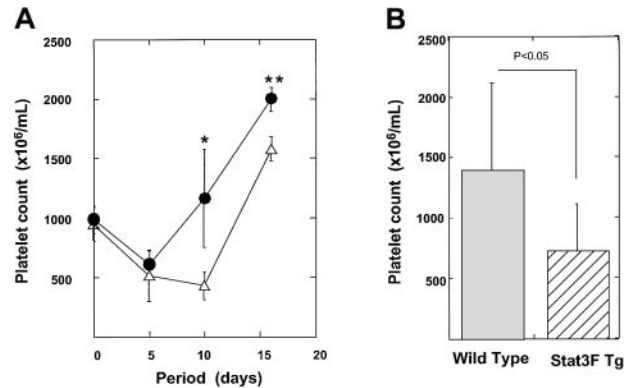 A
Platelet count (x10⁶/mL)
2500
2000
1500
1000
500
0 5 10 15 20
Period (days)
*
**
B
Platelet count (x10⁶/mL)
2500
2000
1500
1000
500
P<0.05
Wild Type Stat3F Tg